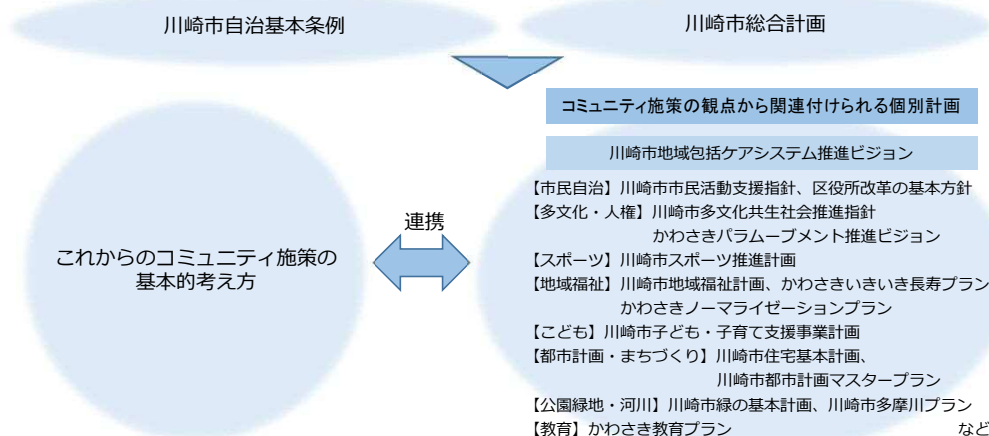 川崎市自治基本条例
川崎市総合計画
コミュニティ施策の観点から関連付けられる個別計画
川崎市地域包括ケアシステム推進ビジョン
【市民自治】川崎市市民活動支援指針、区役所改革の基本方針
【多文化・人権】川崎市多文化共生社会推進指針
かわさきパラムーブメント推進ビジョン
【スポーツ】川崎市スポーツ推進計画
【地域福祉】川崎市地域福祉計画、かわさきいきいき長寿プラン
かわさきノーマライゼーションプラン
【こども】川崎市子ども・子育て支援事業計画
【都市計画・まちづくり】川崎市住宅基本計画、
川崎市都市計画マスタープラン
【公園緑地・河川】川崎市緑の基本計画、川崎市多摩川プラン
【教育】かわさき教育プラン など
連携
これからのコミュニティ施策の
基本的考え方